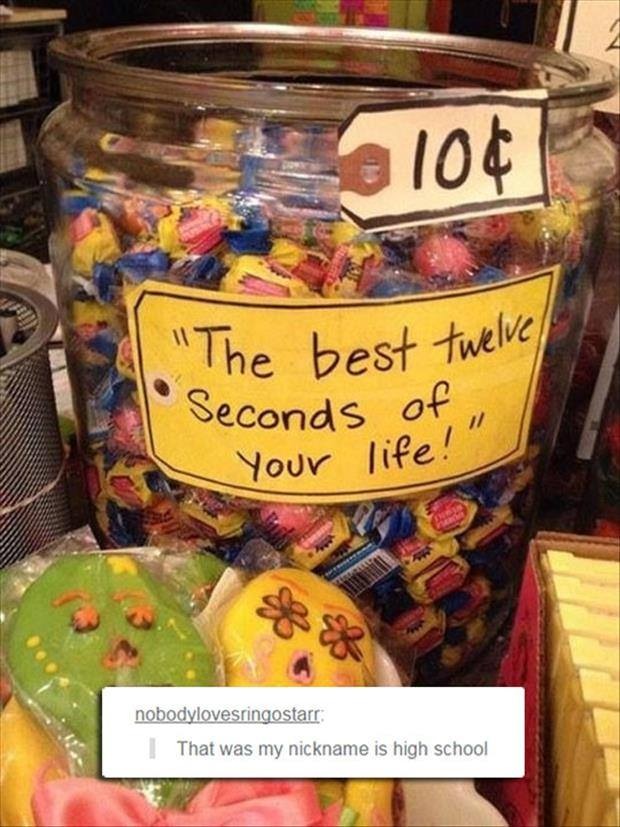 10¢
"The best twelve
Seconds of
your life!"
nobodylovesringostarr:
That was my nickname is high school